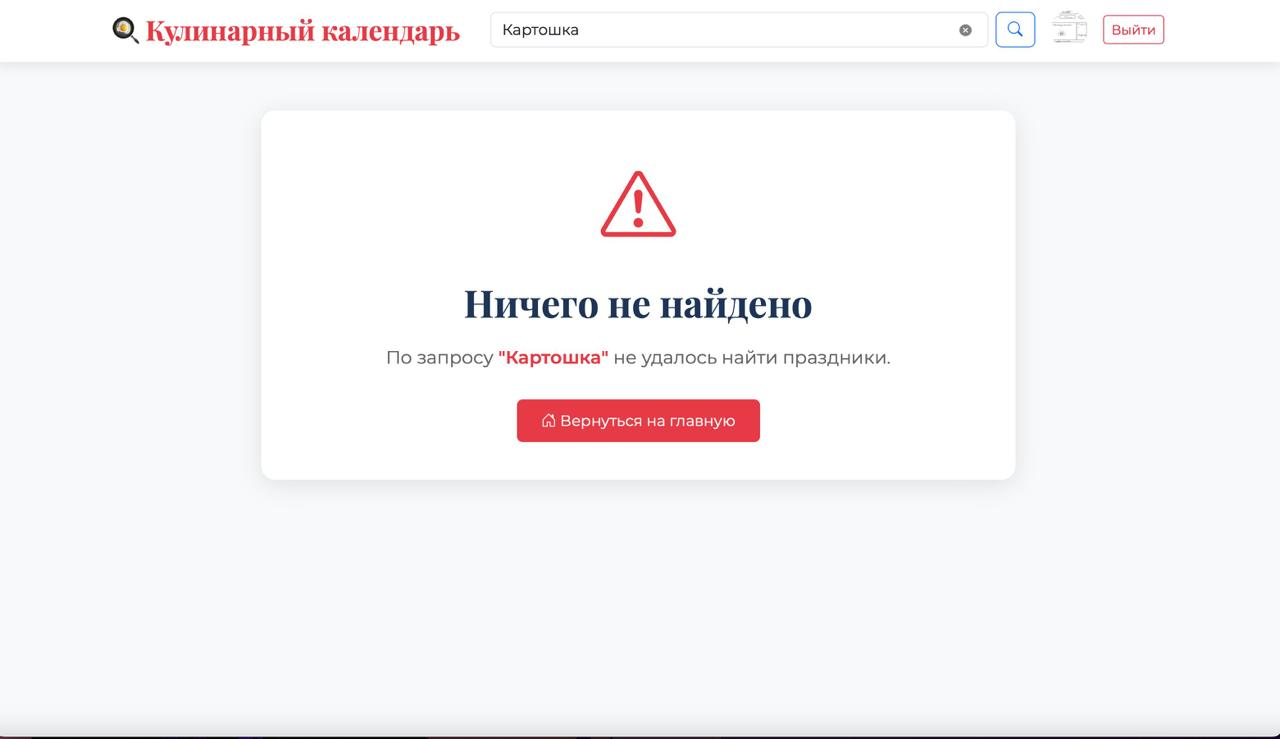 Кулинарный календарь
Картошка
Выйти
Ничего не найдено
По запросу "Картошка" не удалось найти праздники.
Вернуться на главную